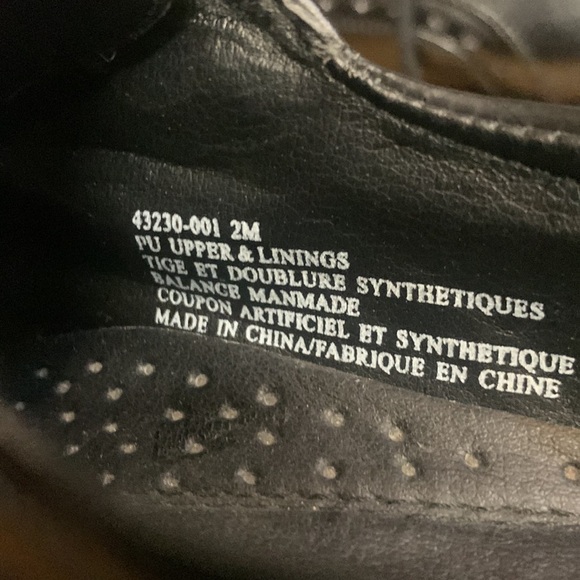 43230-001 2M
PU UPPER & LININGS
TIGE ET DOUBLURE SYNTHETIQUES
BALANCE MANMADE
COUPON ARTIFICIEL ET SYNTHETIQUE
MADE IN CHINA/FABRIQUE EN CHINE